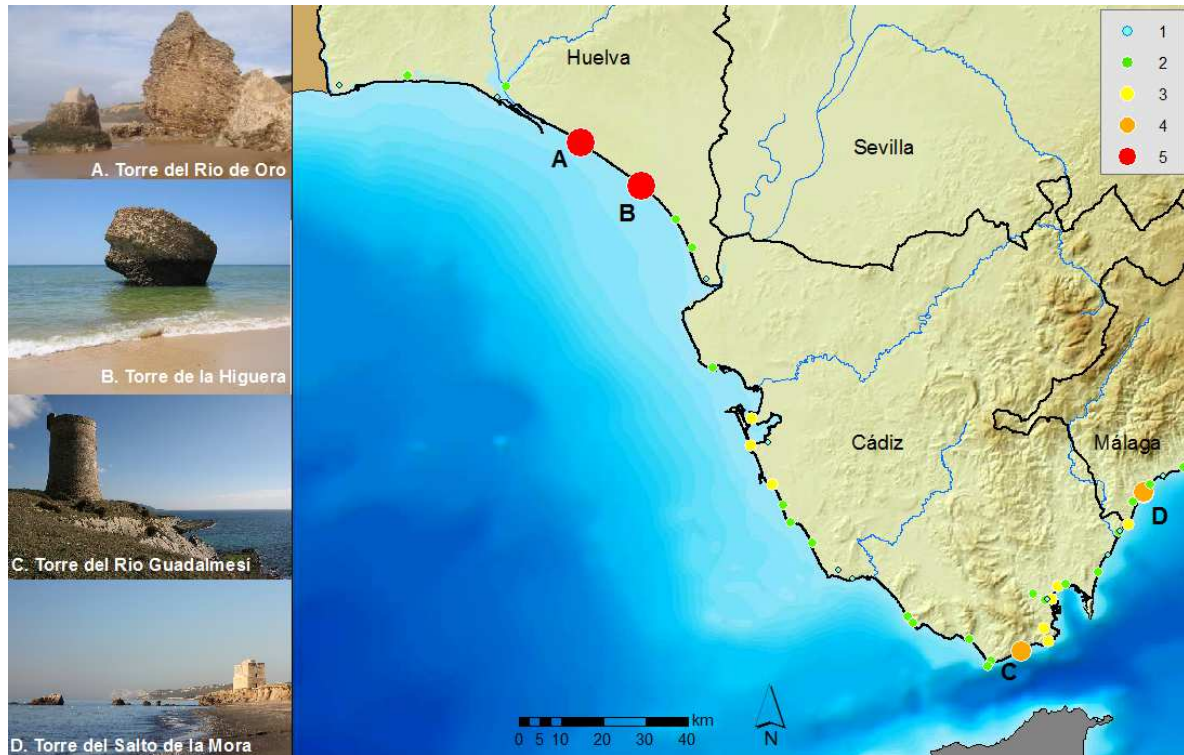 A. Torre del Rio de Oro
B. Torre de la Higuera
C. Torre del Rio Guadalmesi
D. Torre del Salto de la Mora
Huelva
Sevilla
Cádiz
Málaga
A
B
C
D
1
2
3
4
5
km
0 5 10 20 30 40
N